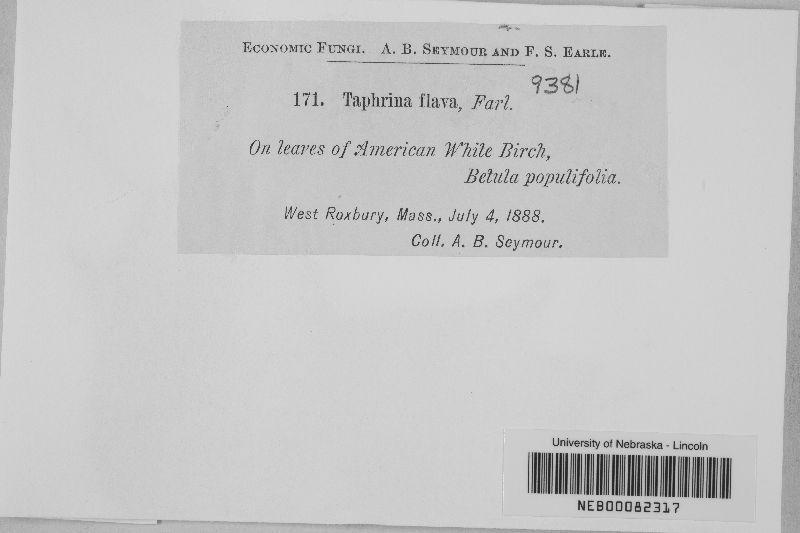 Economic Fungi. A. B. Seymour and F. S. Earle.
9381
171. Taphrina flava, Farl.
On leaves of American White Birch,
Betula populifolia.
West Roxbury, Mass., July 4, 1888.
Coll. A. B. Seymour.
University of Nebraska - Lincoln
NEB00082317